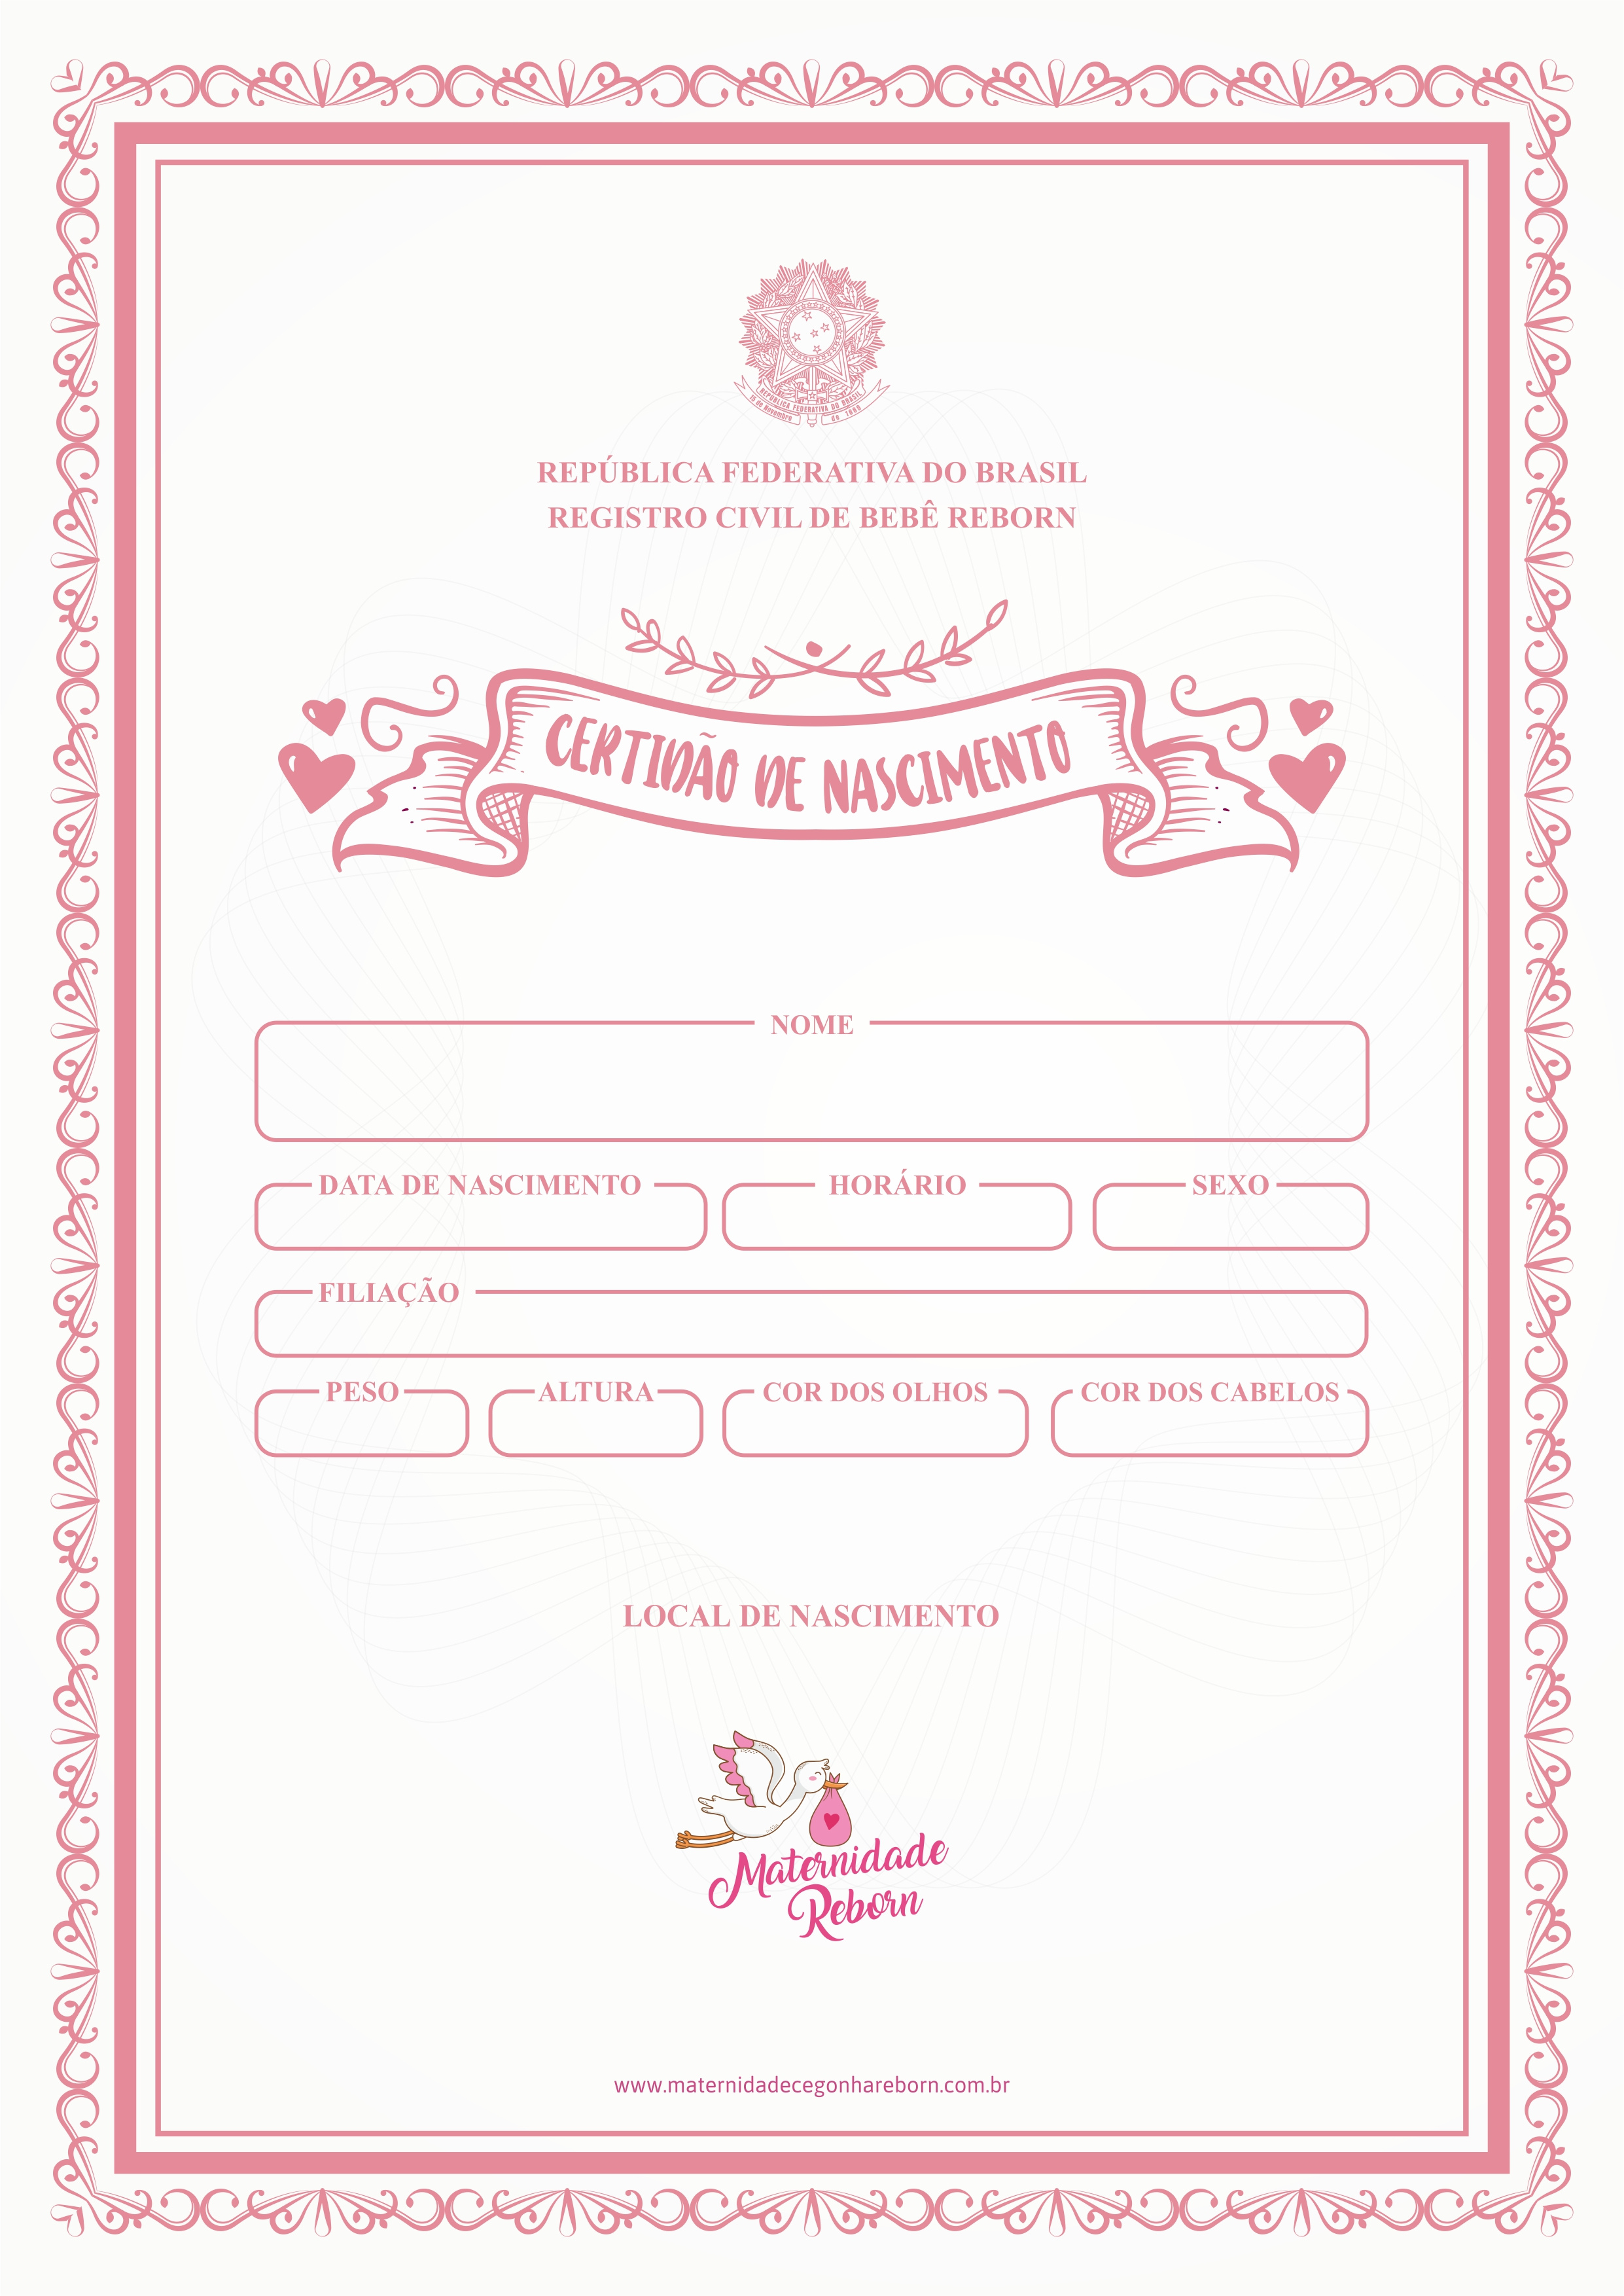 REPÚBLICA FEDERATIVA DO BRASIL
15 de Novembro de 1889
REPÚBLICA FEDERATIVA DO BRASIL
REGISTRO CIVIL DE BEBÊ REBORN
CERTIDÃO DE NASCIMENTO
NOME
DATA DE NASCIMENTO HORÁRIO SEXO
FILIAÇÃO
PESO ALTURA COR DOS OLHOS COR DOS CABELOS
LOCAL DE NASCIMENTO
Maternidade
Reborn
www.maternidadecegonhareborn.com.br